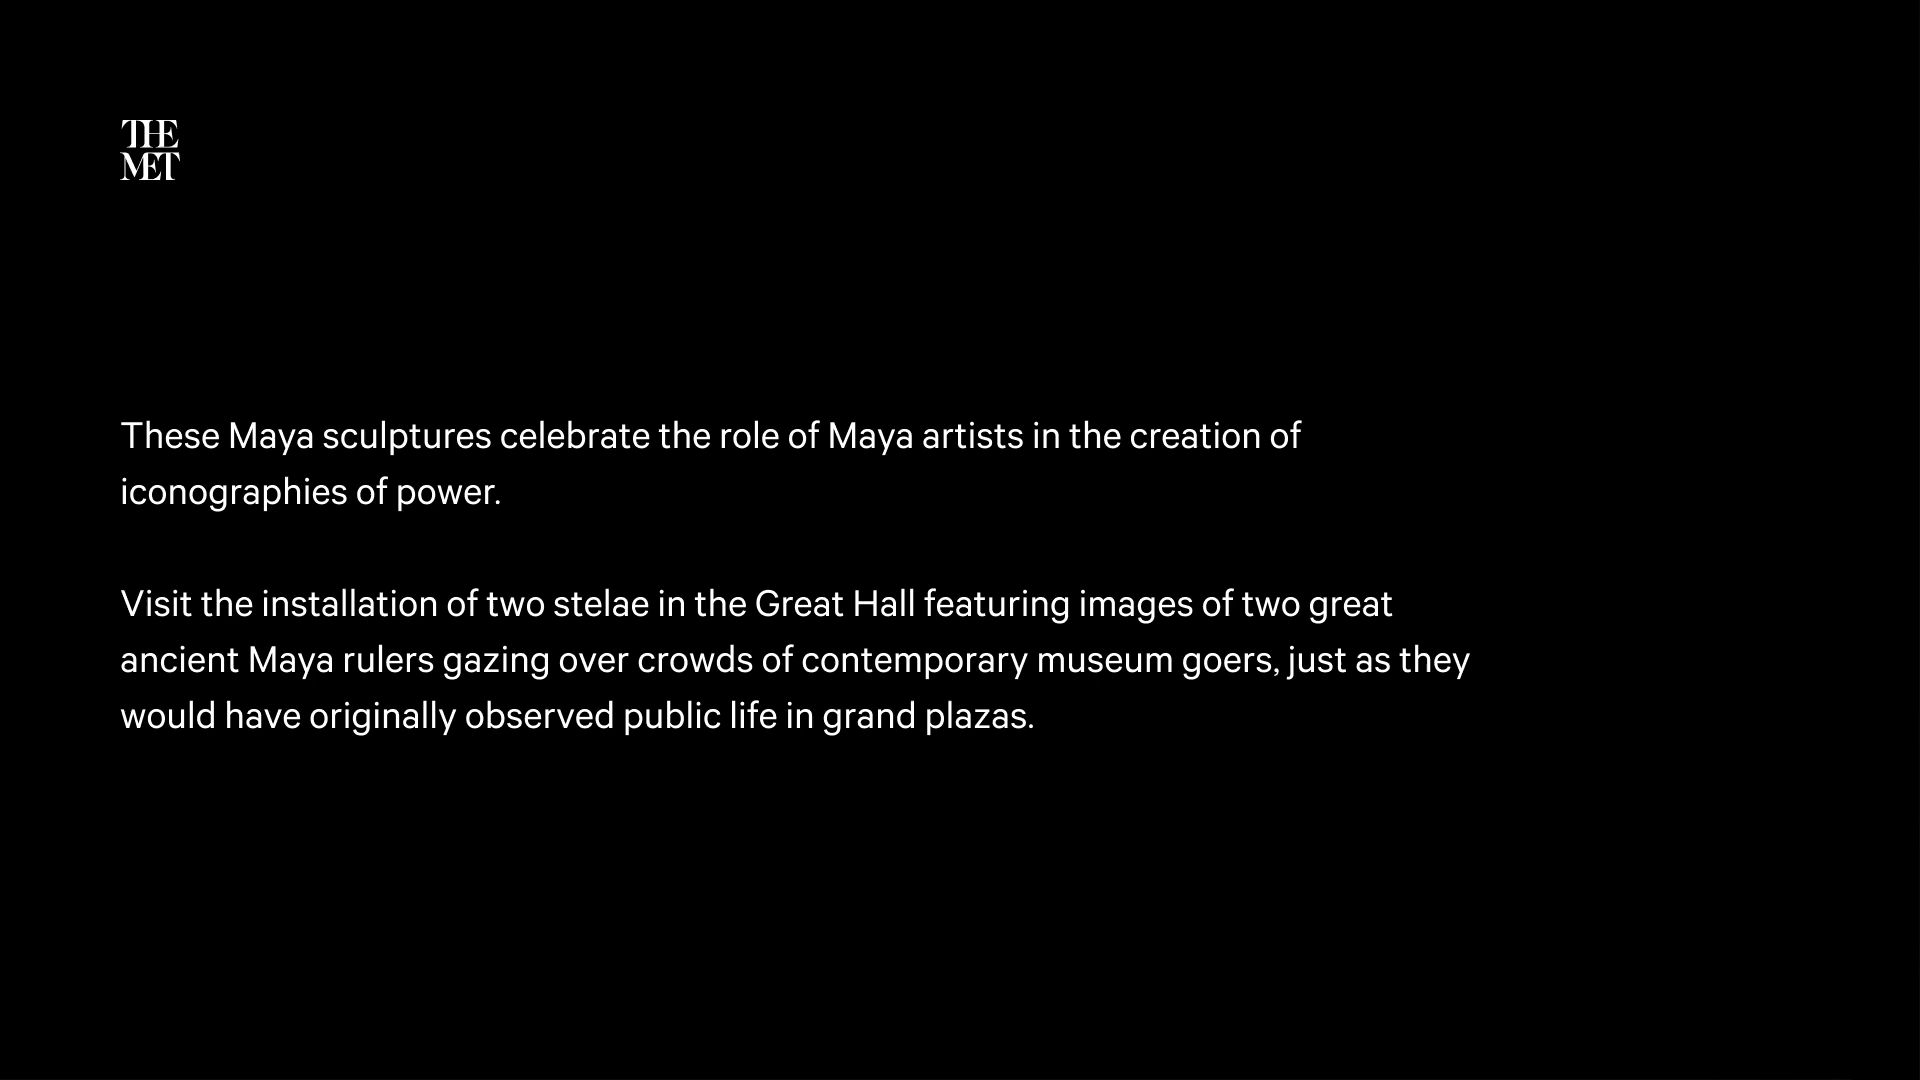 THE
MET
These Maya sculptures celebrate the role of Maya artists in the creation of
iconographies of power.
Visit the installation of two stelae in the Great Hall featuring images of two great
ancient Maya rulers gazing over crowds of contemporary museum goers, just as they
would have originally observed public life in grand plazas.